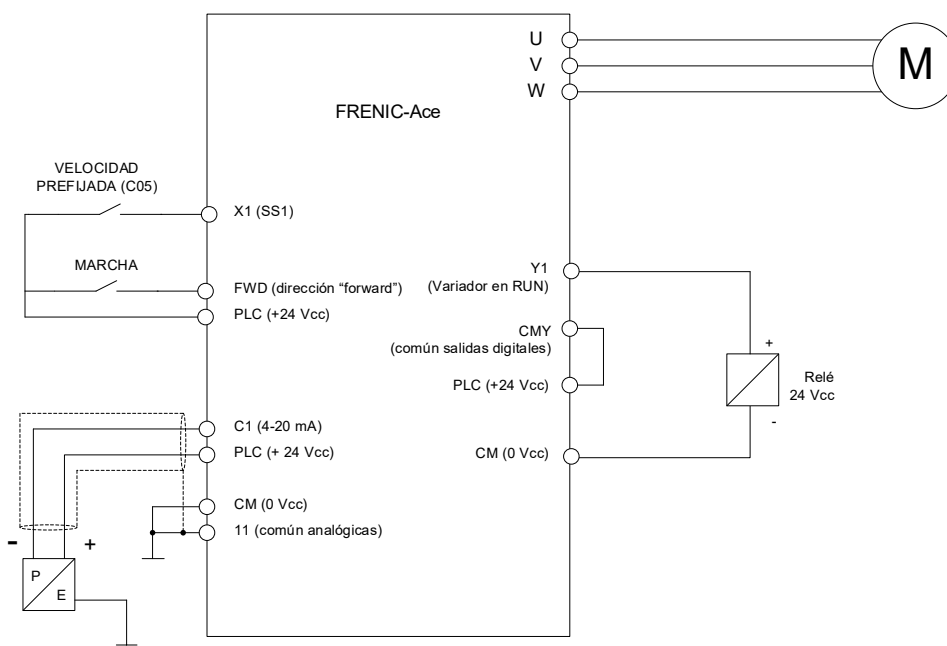 U
V
W
M
FRENIC-Ace
VELOCIDAD
PREFIJADA (C05)
X1 (SS1)
MARCHA
FWD (dirección “forward”)
PLC (+24 Vcc)
Y1
(Variador en RUN)
CMY
(común salidas digitales)
PLC (+24 Vcc)
+
Relé
24 Vcc
-
CM (0 Vcc)
C1 (4-20 mA)
PLC (+ 24 Vcc)
CM (0 Vcc)
11 (común analógicas)
- +
P
E